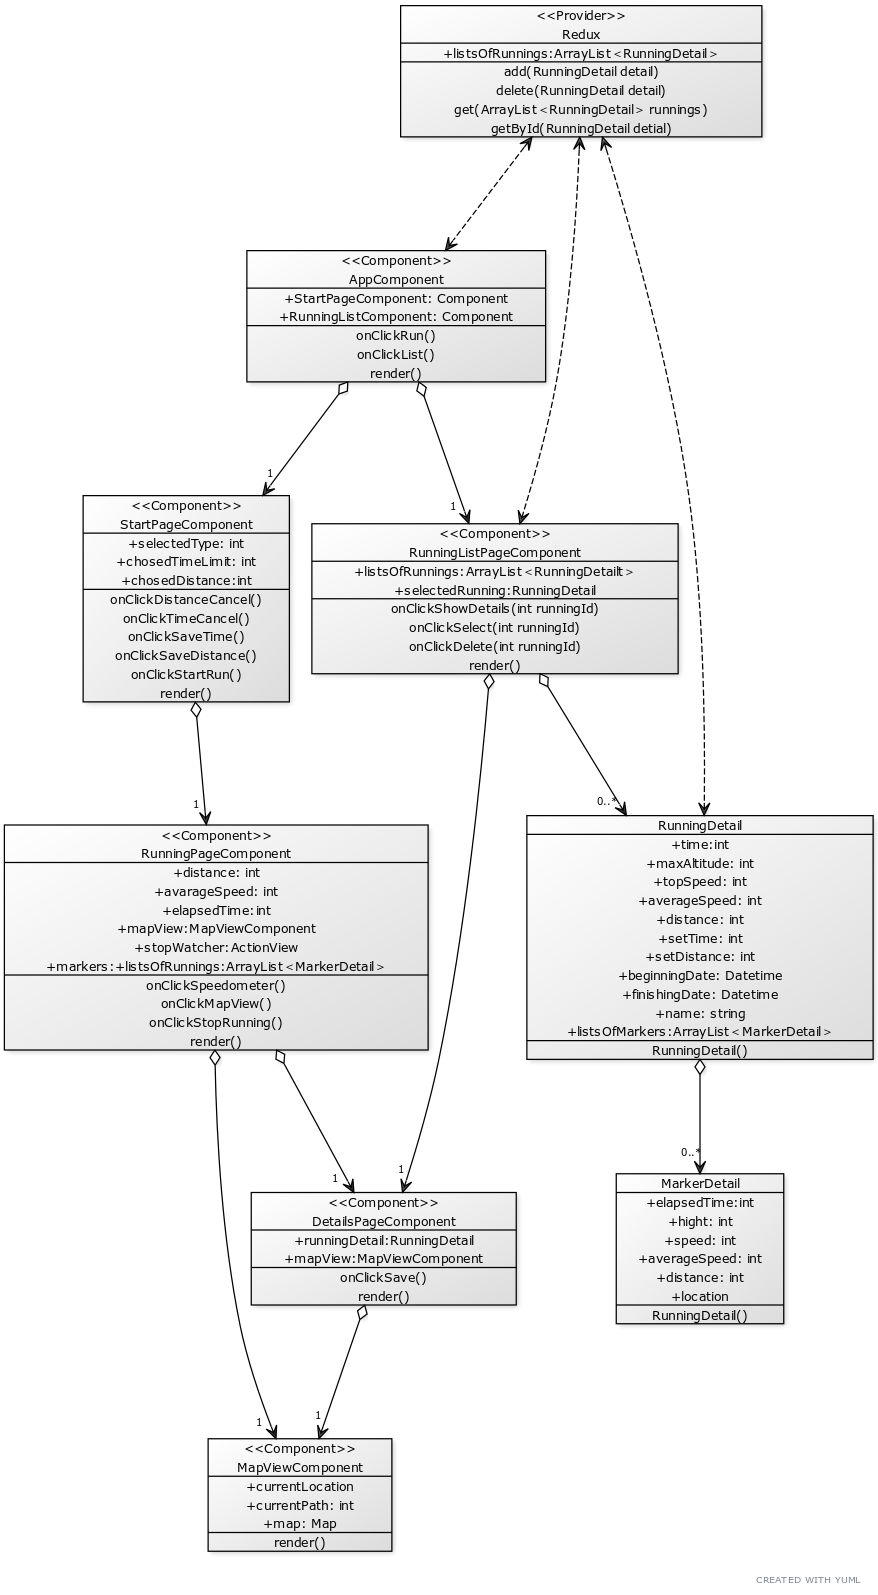 <<Provider>>
Redux
+listsOfRunnings:ArrayList<RunningDetail>
add(RunningDetail detail)
delete(RunningDetail detail)
get(ArrayList<RunningDetail> runnings)
getById(RunningDetail detial)
<<Component>>
AppComponent
+StartPageComponent: Component
+RunningListComponent: Component
onClickRun()
onClickList()
render()
1
1
<<Component>>
StartPageComponent
+selectedType: int
+chosedTimeLimit: int
+chosedDistance:int
onClickDistanceCancel()
onClickTimeCancel()
onClickSaveTime()
onClickSaveDistance()
onClickStartRun()
render()
<<Component>>
RunningListPageComponent
+listsOfRunnings:ArrayList<RunningDetailt>
+selectedRunning:RunningDetail
onClickShowDetails(int runningId)
onClickSelect(int runningId)
onClickDelete(int runningId)
render()
1
0..*
<<Component>>
RunningPageComponent
+distance: int
+avarageSpeed: int
+elapsedTime:int
+mapView:MapViewComponent
+stopWatcher:ActionView
+markers:+listsOfRunnings:ArrayList<MarkerDetail>
onClickSpeedometer()
onClickMapView()
onClickStopRunning()
render()
RunningDetail
+time:int
+maxAltitude: int
+topSpeed: int
+averageSpeed: int
+distance: int
+setTime: int
+setDistance: int
+beginningDate: Datetime
+finishingDate: Datetime
+name: string
+listsOfMarkers:ArrayList<MarkerDetail>
RunningDetail()
1
1
0..*
<<Component>>
DetailsPageComponent
+runningDetail:RunningDetail
+mapView:MapViewComponent
onClickSave()
render()
MarkerDetail
+elapsedTime:int
+hight: int
+speed: int
+averageSpeed: int
+distance: int
+location
RunningDetail()
1
1
<<Component>>
MapViewComponent
+currentLocation
+currentPath: int
+map: Map
render()
CREATED WITH YUML